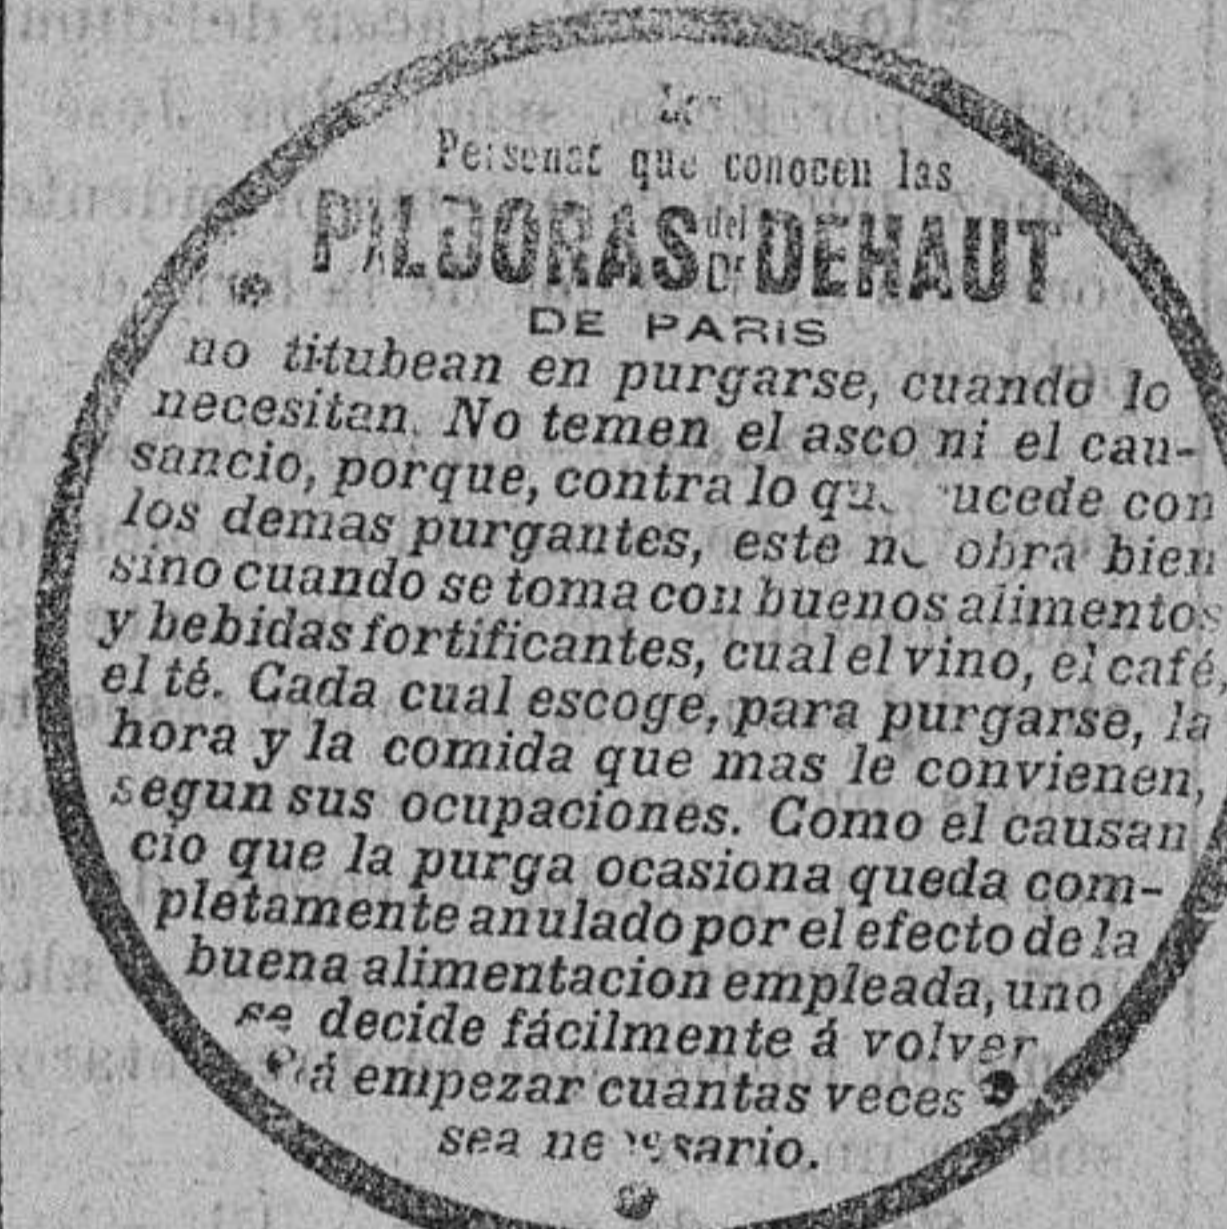 Las
Personas que conocen las
PILDORAS del Dr DEHAUT
DE PARIS
no titubean en purgarse, cuando lo
necesitan. No temen el asco ni el cau-
sancio, porque, contra lo que sucede con
los demas purgantes, este no obra bien
sino cuando se toma con buenos alimentos
y bebidas fortificantes, cual el vino, el café,
el té. Cada cual escoge, para purgarse, la
hora y la comida que mas le convienen,
segun sus ocupaciones. Como el causan
cio que la purga ocasiona queda com-
pletamente anulado por el efecto de la
buena alimentacion empleada, uno
se decide fácilmente á volver
á empezar cuantas veces
sea necesario.